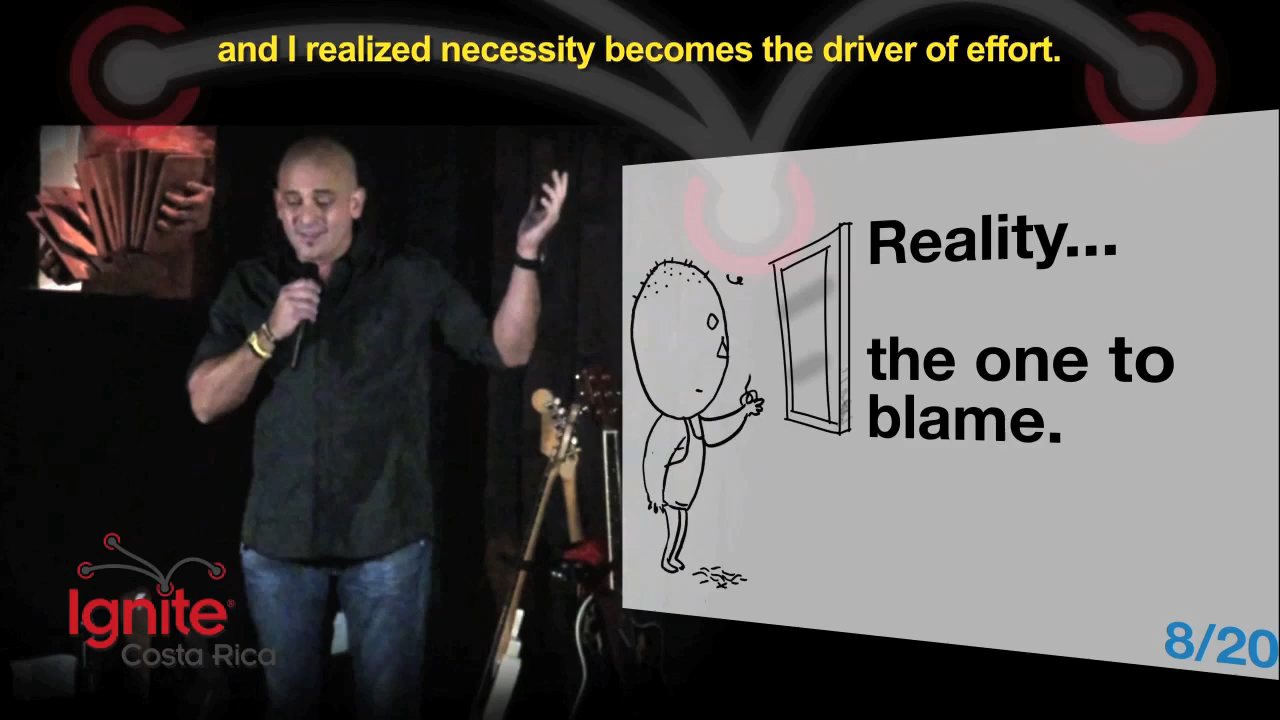 and I realized necessity becomes the driver of effort.
Reality...
the one to
blame.
8/20
Ignite®
Costa Rica